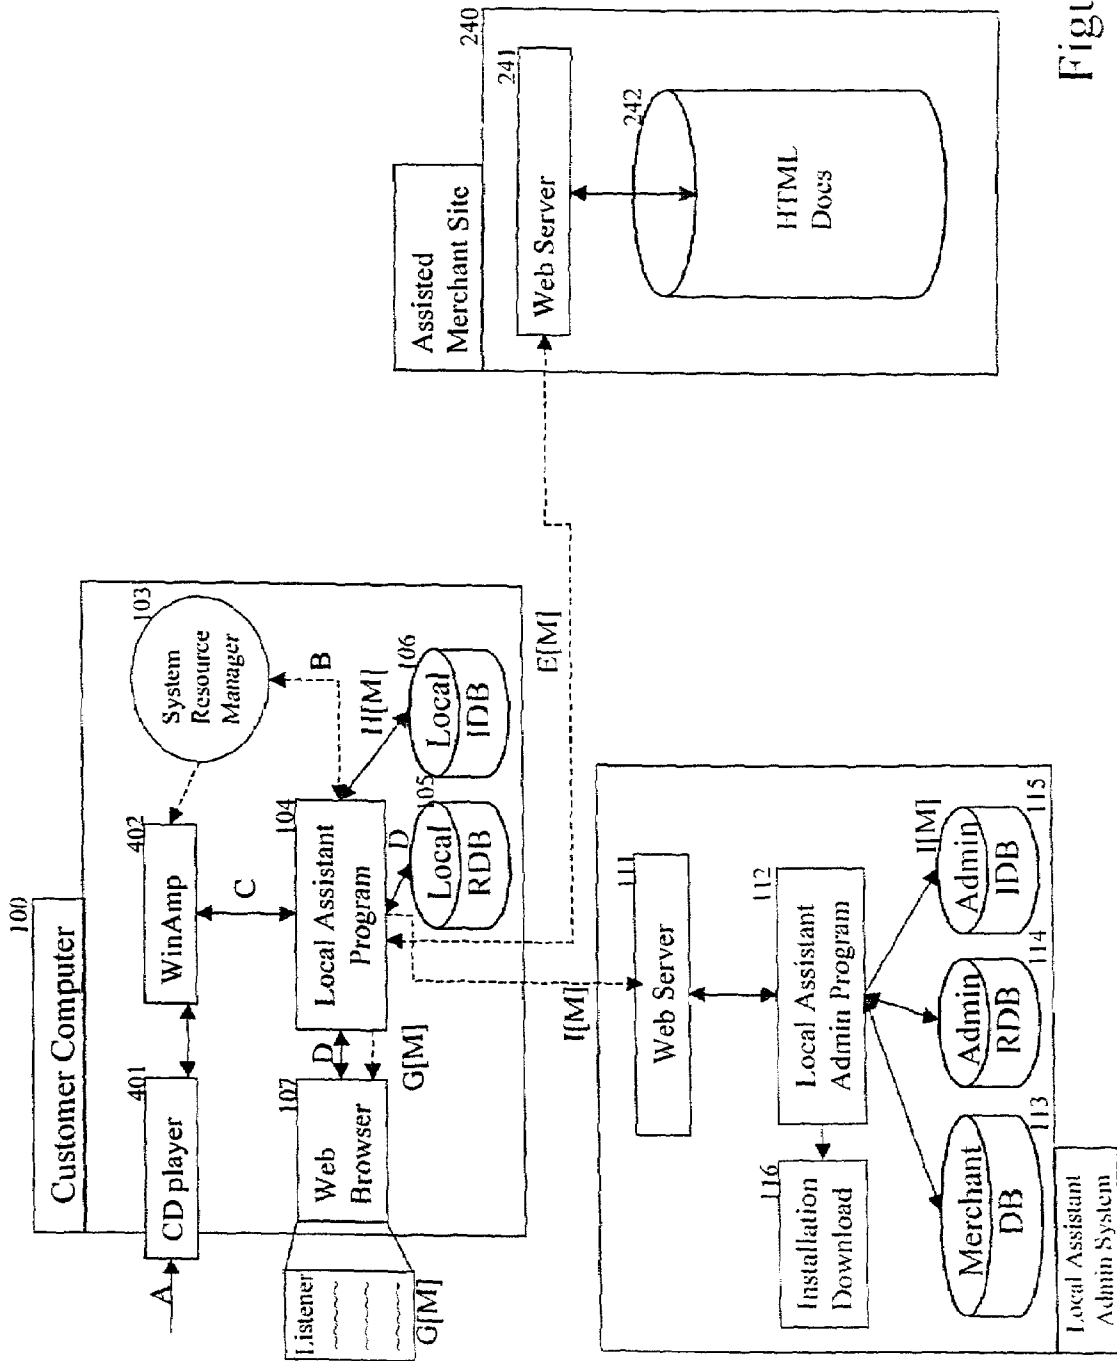 100
Customer Computer
A
401
CD player
402
WinAmp
103
System
Resource
Manager
C
B
Listener
G[M]
107
Web
Browser
D
G[M]
104
Local Assistant
Program
D
H[M]
105
Local
RDB
106
Local
IDB
E[M]
I[M]
111
Web Server
112
Local Assistant
Admin Program
116
Installation
Download
113
Merchant
DB
114
Admin
RDB
115
Admin
IDB
I[M]
Local Assistant
Admin System
Assisted
Merchant Site
240
241
Web Server
242
HTML
Docs
Figu